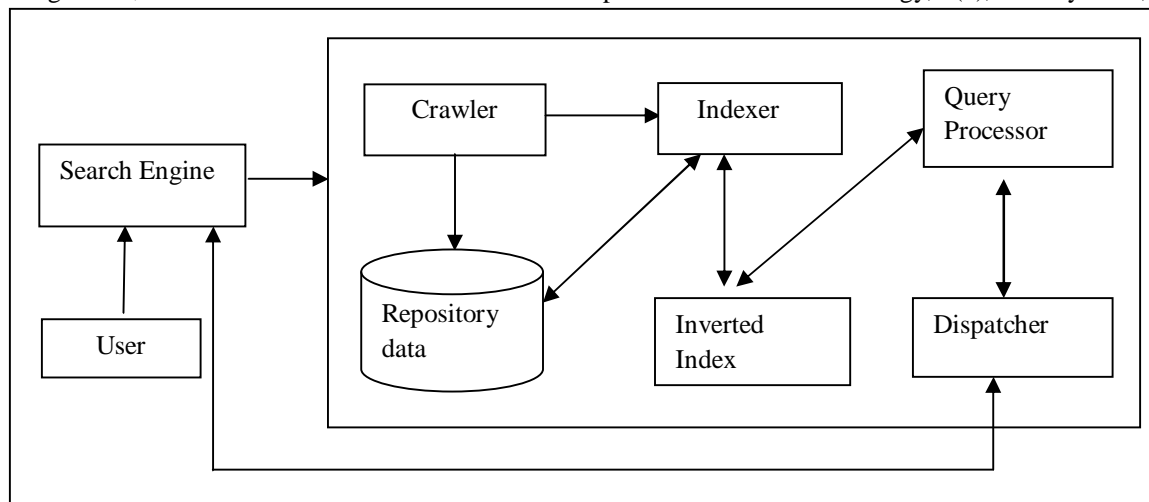 Crawler
Indexer
Query
Processor
Search Engine
Repository
data
Inverted
Index
Dispatcher
User